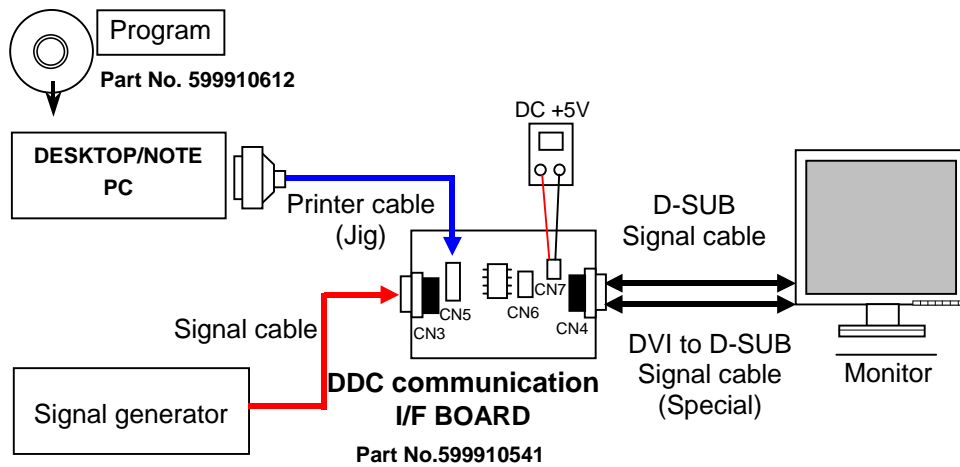 Program
Part No. 599910612
DC +5V
DESKTOP/NOTE
PC
Printer cable
(Jig)
D-SUB
Signal cable
CN5
CN3
CN6
CN7
CN4
Signal cable
DVI to D-SUB
Signal cable
(Special)
Monitor
DDC communication
I/F BOARD
Signal generator
Part No.599910541